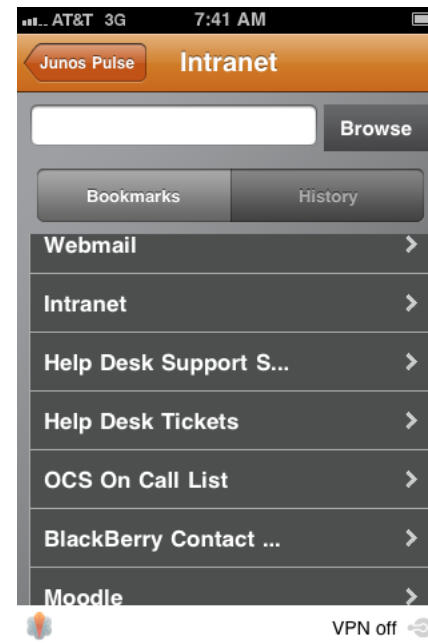 AT&T 3G 7:41 AM
Junos Pulse Intranet
Browse
Bookmarks History
Webmail
Intranet
Help Desk Support S...
Help Desk Tickets
OCS On Call List
BlackBerry Contact ...
Moodle
VPN off